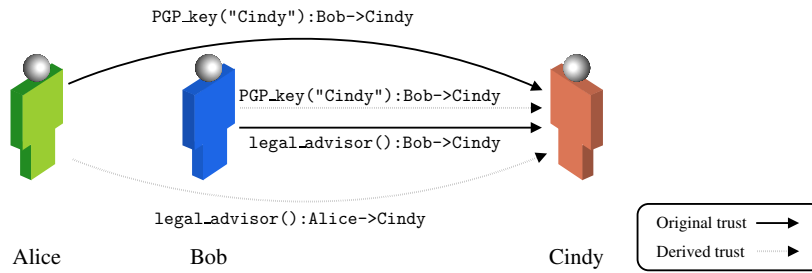 PGP_key("Cindy"):Bob->Cindy
PGP_key("Cindy"):Bob->Cindy
legal_advisor():Bob->Cindy
legal_advisor():Alice->Cindy
Original trust
Derived trust
Alice
Bob
Cindy